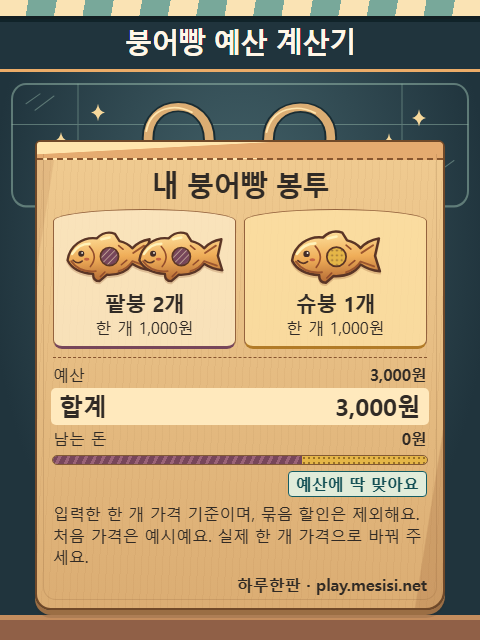 붕어빵 예산 계산기
내 붕어빵 봉투
팥붕 2개
한 개 1,000원
슈붕 1개
한 개 1,000원
예산 3,000원
합계 3,000원
남는 돈 0원
예산에 딱 맞아요
입력한 한 개 가격 기준이며, 묶음 할인은 제외해요.
처음 가격은 예시예요. 실제 한 개 가격으로 바꿔 주
세요.
하루한판 · play.mesisi.net